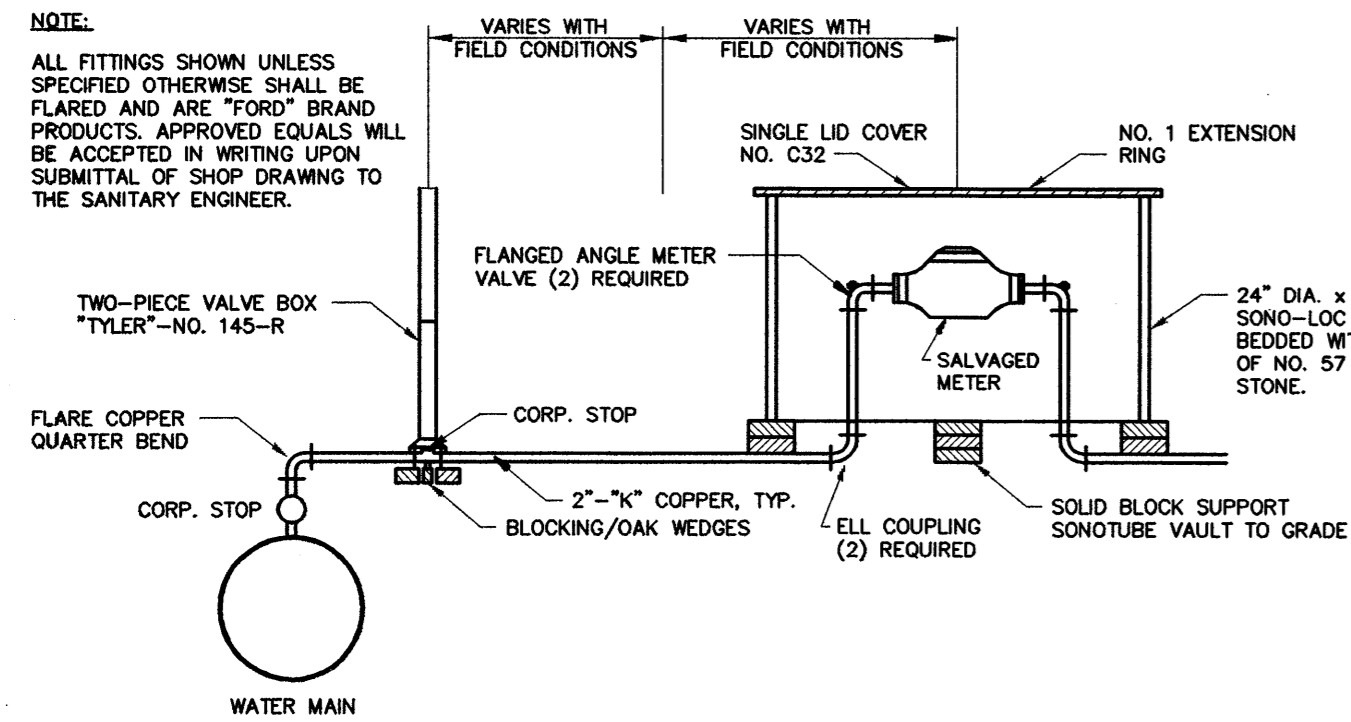 NOTE:
ALL FITTINGS SHOWN UNLESS
SPECIFIED OTHERWISE SHALL BE
FLARED AND ARE "FORD" BRAND
PRODUCTS. APPROVED EQUALS WILL
BE ACCEPTED IN WRITING UPON
SUBMITTAL OF SHOP DRAWING TO
THE SANITARY ENGINEER.
VARIES WITH
FIELD CONDITIONS
VARIES WITH
FIELD CONDITIONS
SINGLE LID COVER
NO. C32
NO. 1 EXTENSION
RING
FLANGED ANGLE METER
VALVE (2) REQUIRED
TWO-PIECE VALVE BOX
"TYLER"-NO. 145-R
24" DIA. x
SONO-LOC
BEDDED WIT
OF NO. 57
STONE.
SALVAGED
METER
FLARE COPPER
QUARTER BEND
CORP. STOP
CORP. STOP
2"-"K" COPPER, TYP.
BLOCKING/OAK WEDGES
ELL COUPLING
(2) REQUIRED
SOLID BLOCK SUPPORT
SONOTUBE VAULT TO GRADE
WATER MAIN